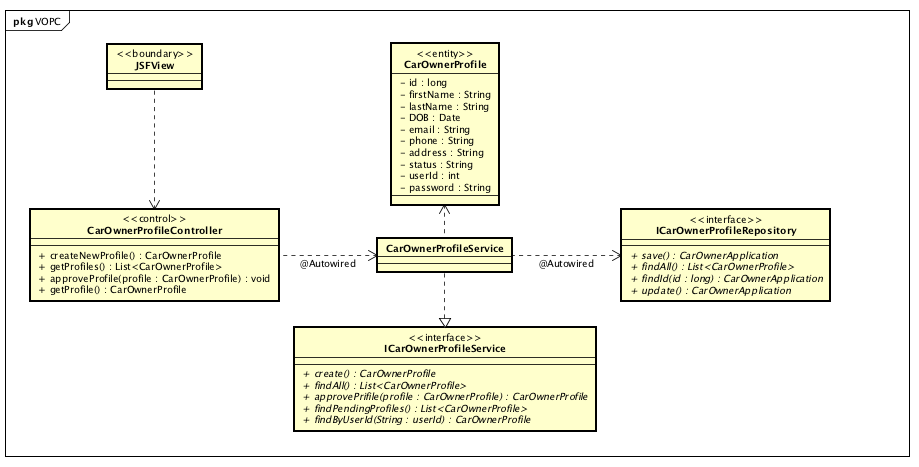 pkg VOPC
<<boundary>>
JSFView
<<entity>>
CarOwnerProfile
- id : long
- firstName : String
- lastName : String
- DOB : Date
- email : String
- phone : String
- address : String
- status : String
- userId : int
- password : String
<<control>>
CarOwnerProfileController
+ createNewProfile() : CarOwnerProfile
+ getProfiles() : List<CarOwnerProfile>
+ approveProfile(profile : CarOwnerProfile) : void
+ getProfile() : CarOwnerProfile
@Autowired
CarOwnerProfileService
@Autowired
<<interface>>
ICarOwnerProfileRepository
+ save() : CarOwnerApplication
+ findAll() : List<CarOwnerProfile>
+ findId(id : long) : CarOwnerApplication
+ update() : CarOwnerApplication
<<interface>>
ICarOwnerProfileService
+ create() : CarOwnerProfile
+ findAll() : List<CarOwnerProfile>
+ approvePrifile(profile : CarOwnerProfile) : CarOwnerProfile
+ findPendingProfiles() : List<CarOwnerProfile>
+ findByUserId(String : userId) : CarOwnerProfile